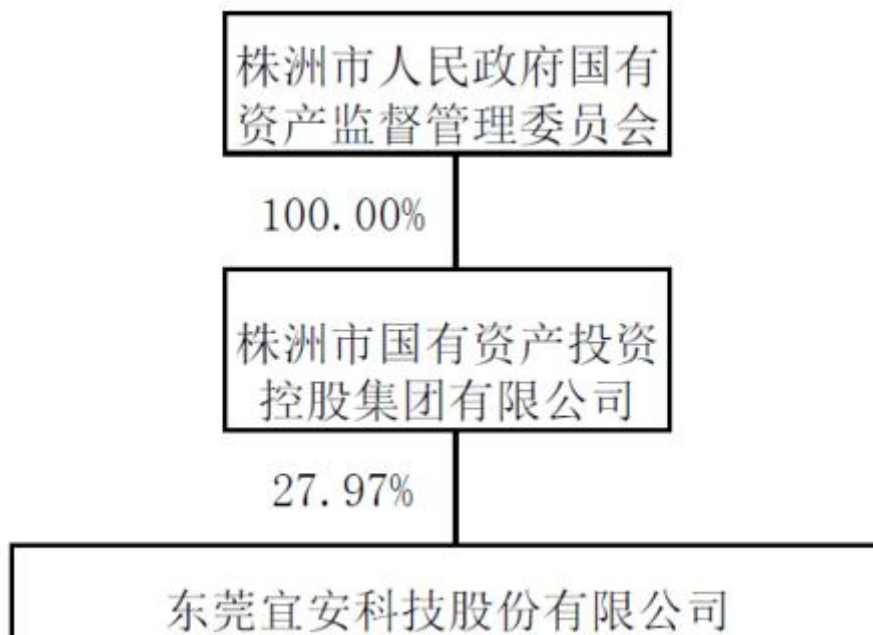 株洲市人民政府国有
资产监督管理委员会
100.00%
株洲市国有资产投资
控股集团有限公司
27.97%
东莞宜安科技股份有限公司